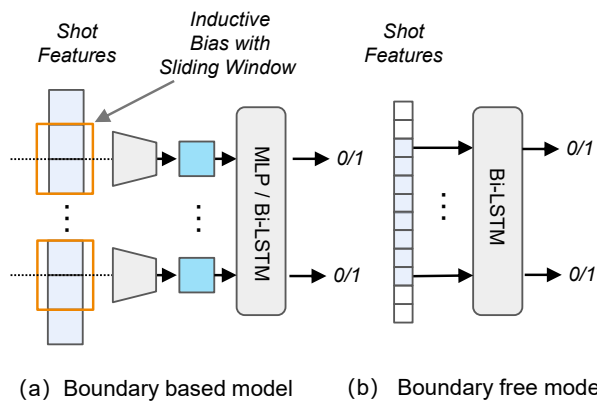 Shot
Features
Inductive
Bias with
Sliding Window
MLP / Bi-LSTM
0/1
0/1
(a) Boundary based model
Shot
Features
Bi-LSTM
0/1
0/1
(b) Boundary free mode